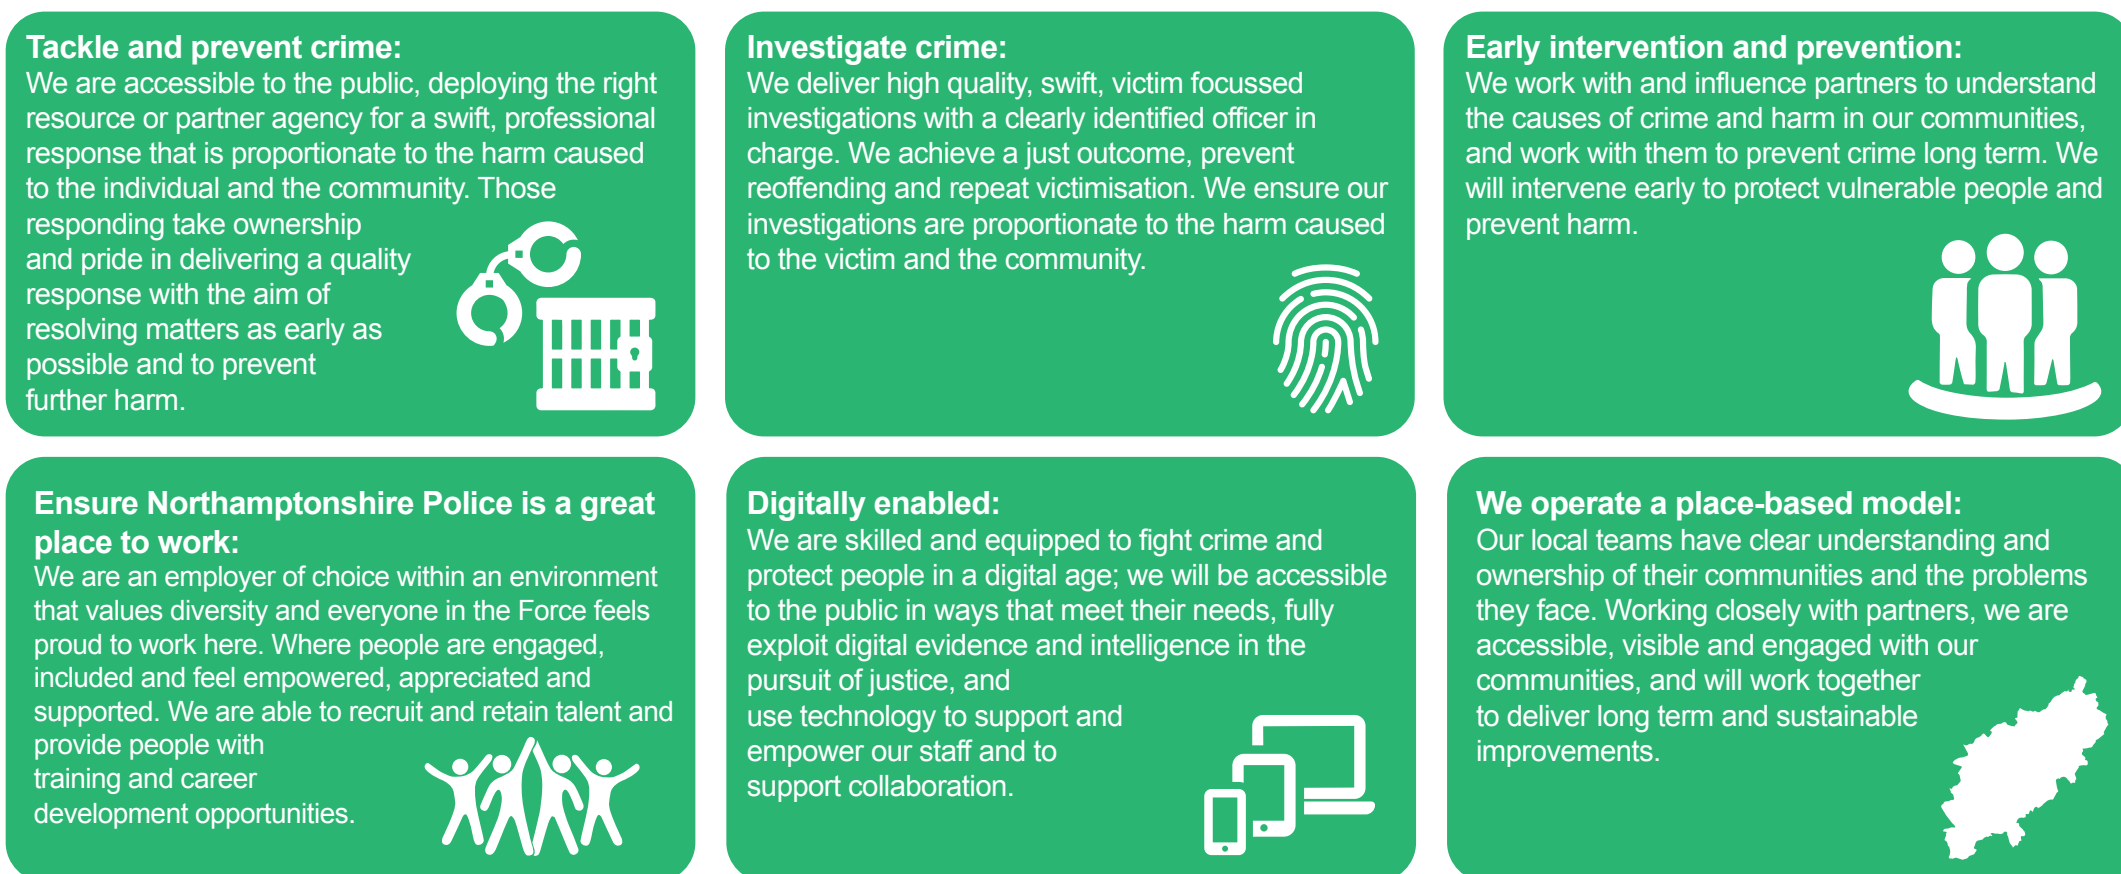 Tackle and prevent crime:
We are accessible to the public, deploying the right
resource or partner agency for a swift, professional
response that is proportionate to the harm caused
to the individual and the community. Those
responding take ownership
and pride in delivering a quality
response with the aim of
resolving matters as early as
possible and to prevent
further harm.
Investigate crime:
We deliver high quality, swift, victim focussed
investigations with a clearly identified officer in
charge. We achieve a just outcome, prevent
reoffending and repeat victimisation. We ensure our
investigations are proportionate to the harm caused
to the victim and the community.
Early intervention and prevention:
We work with and influence partners to understand
the causes of crime and harm in our communities,
and work with them to prevent crime long term. We
will intervene early to protect vulnerable people and
prevent harm.
Ensure Northamptonshire Police is a great
place to work:
We are an employer of choice within an environment
that values diversity and everyone in the Force feels
proud to work here. Where people are engaged,
included and feel empowered, appreciated and
supported. We are able to recruit and retain talent and
provide people with
training and career
development opportunities.
Digitally enabled:
We are skilled and equipped to fight crime and
protect people in a digital age; we will be accessible
to the public in ways that meet their needs, fully
exploit digital evidence and intelligence in the
pursuit of justice, and
use technology to support and
empower our staff and to
support collaboration.
We operate a place-based model:
Our local teams have clear understanding and
ownership of their communities and the problems
they face. Working closely with partners, we are
accessible, visible and engaged with our
communities, and will work together
to deliver long term and sustainable
improvements.